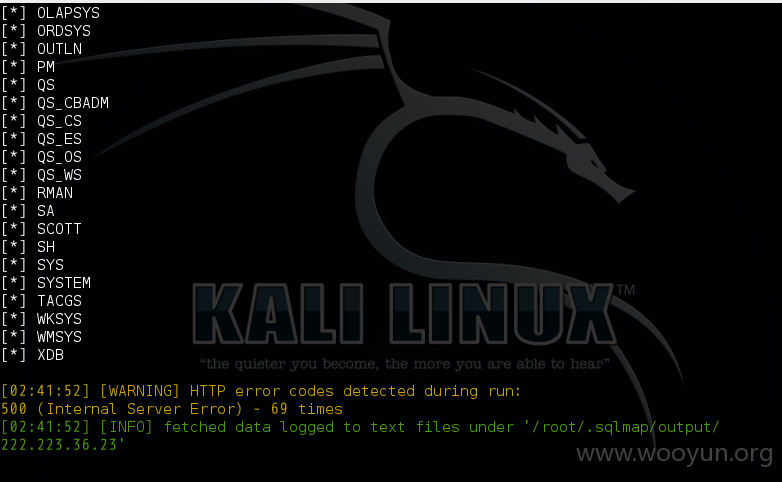 [*] OLAPSYS
[*] ORDSYS
[*] OUTLN
[*] PM
[*] QS
[*] QS_CBADM
[*] QS_CS
[*] QS_ES
[*] QS_OS
[*] QS_WS
[*] RMAN
[*] SA
[*] SCOTT
[*] SH
[*] SYS
[*] SYSTEM
[*] TACGS
[*] WKSYS
[*] WMSYS
[*] XDB
KALI LINUX™
“the quieter you become, the more you are able to hear”
[02:41:52] [WARNING] HTTP error codes detected during run:
500 (Internal Server Error) - 69 times
[02:41:52] [INFO] fetched data logged to text files under '/root/.sqlmap/output/
222.223.36.23'
www.wooyun.org